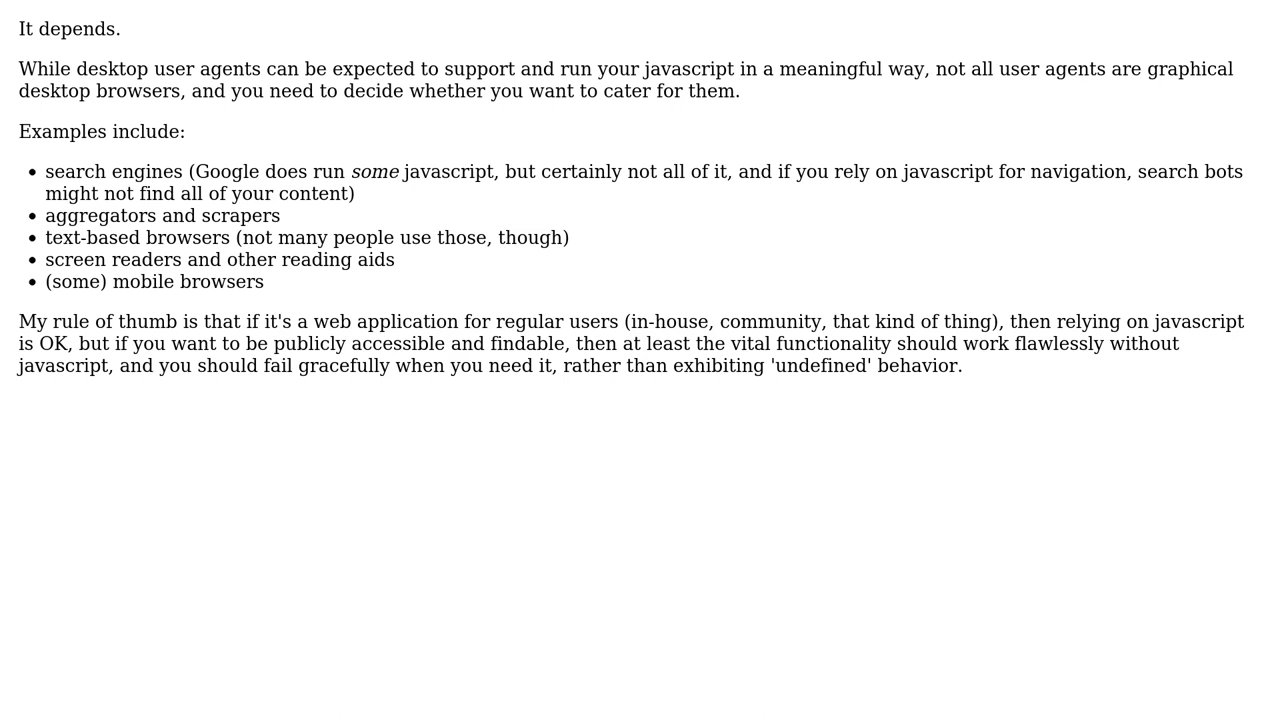 It depends.
While desktop user agents can be expected to support and run your javascript in a meaningful way, not all user agents are graphical
desktop browsers, and you need to decide whether you want to cater for them.
Examples include:
• search engines (Google does run some javascript, but certainly not all of it, and if you rely on javascript for navigation, search bots
might not find all of your content)
• aggregators and scrapers
• text-based browsers (not many people use those, though)
• screen readers and other reading aids
• (some) mobile browsers
My rule of thumb is that if it's a web application for regular users (in-house, community, that kind of thing), then relying on javascript
is OK, but if you want to be publicly accessible and findable, then at least the vital functionality should work flawlessly without
javascript, and you should fail gracefully when you need it, rather than exhibiting 'undefined' behavior.